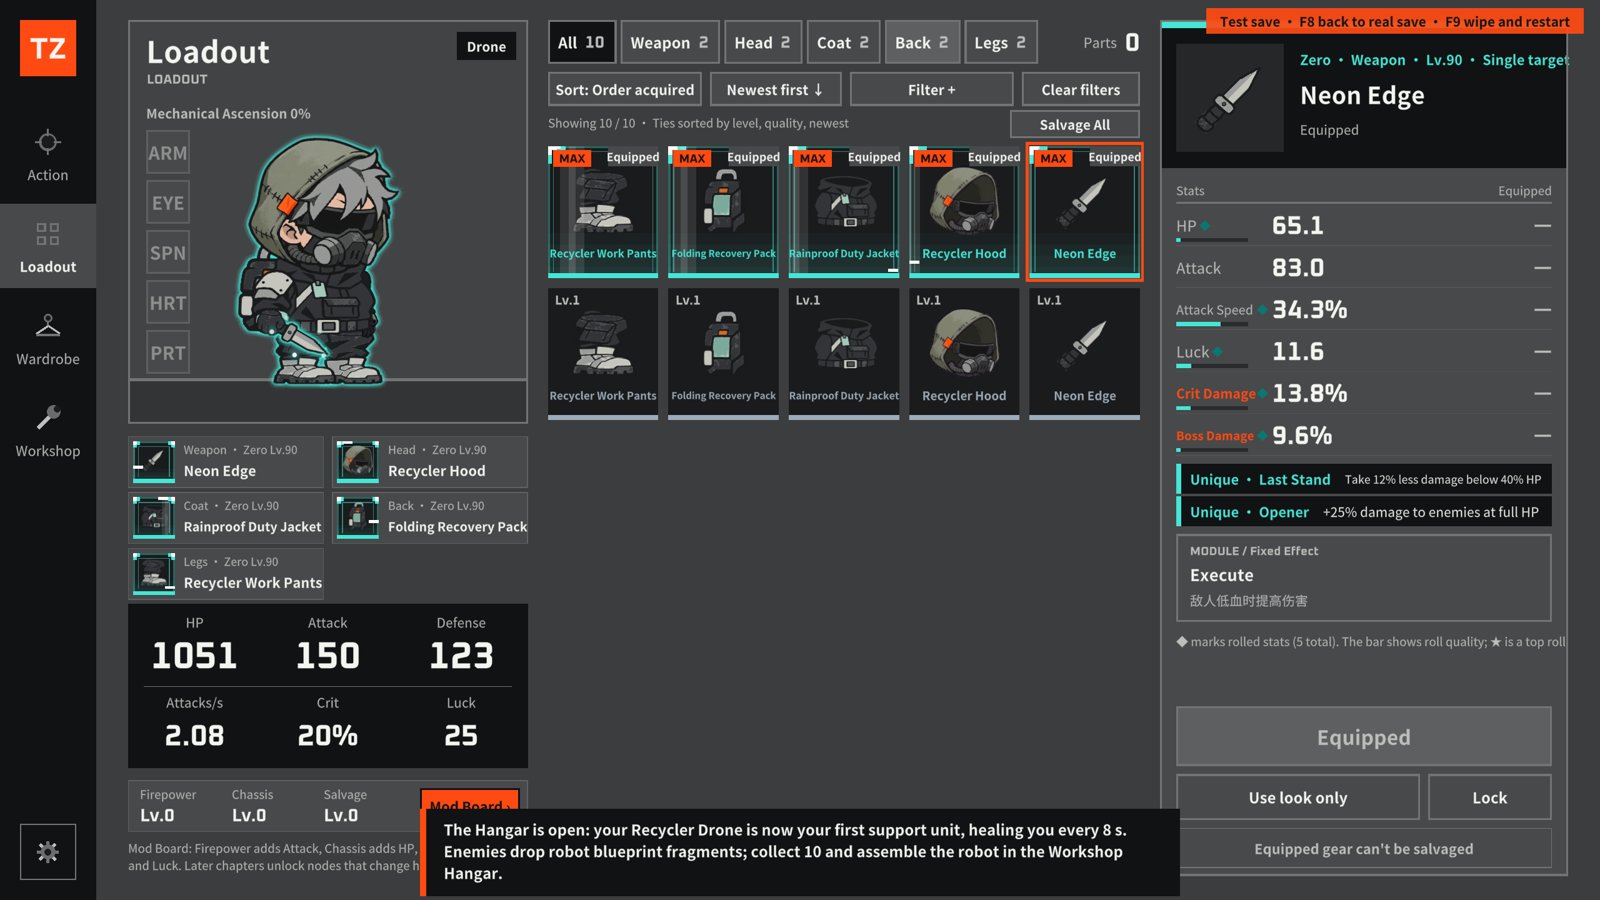 Test save • F8 back to real save • F9 wipe and restart
TZ
Action
Loadout
Wardrobe
Workshop
Loadout
LOADOUT
Drone
Mechanical Ascension 0%
ARM
EYE
SPN
HRT
PRT
Weapon • Zero Lv.90
Neon Edge
Head • Zero Lv.90
Recycler Hood
Coat • Zero Lv.90
Rainproof Duty Jacket
Back • Zero Lv.90
Folding Recovery Pack
Legs • Zero Lv.90
Recycler Work Pants
HP
Attack
Defense
1051
150
123
Attacks/s
Crit
Luck
2.08
20%
25
Firepower
Chassis
Salvage
Lv.0
Lv.0
Lv.0
Mod Board ›
Mod Board: Firepower adds Attack, Chassis adds HP,
and Luck. Later chapters unlock nodes that change h
All 10
Weapon 2
Head 2
Coat 2
Back 2
Legs 2
Parts 0
Sort: Order acquired
Newest first ↓
Filter +
Clear filters
Showing 10 / 10 • Ties sorted by level, quality, newest
Salvage All
MAX Equipped
MAX Equipped
MAX Equipped
MAX Equipped
MAX Equipped
Recycler Work Pants
Folding Recovery Pack
Rainproof Duty Jacket
Recycler Hood
Neon Edge
Lv.1
Lv.1
Lv.1
Lv.1
Lv.1
Recycler Work Pants
Folding Recovery Pack
Rainproof Duty Jacket
Recycler Hood
Neon Edge
Zero • Weapon • Lv.90 • Single target
Neon Edge
Equipped
Stats
Equipped
HP ◆ 65.1 —
Attack 83.0 —
Attack Speed ◆ 34.3% —
Luck ◆ 11.6 —
Crit Damage ◆ 13.8% —
Boss Damage ◆ 9.6% —
Unique • Last Stand Take 12% less damage below 40% HP
Unique • Opener +25% damage to enemies at full HP
MODULE / Fixed Effect
Execute
敌人低血时提高伤害
◆ marks rolled stats (5 total). The bar shows roll quality; ★ is a top roll
Equipped
Use look only
Lock
Equipped gear can't be salvaged
The Hangar is open: your Recycler Drone is now your first support unit, healing you every 8 s.
Enemies drop robot blueprint fragments; collect 10 and assemble the robot in the Workshop
Hangar.